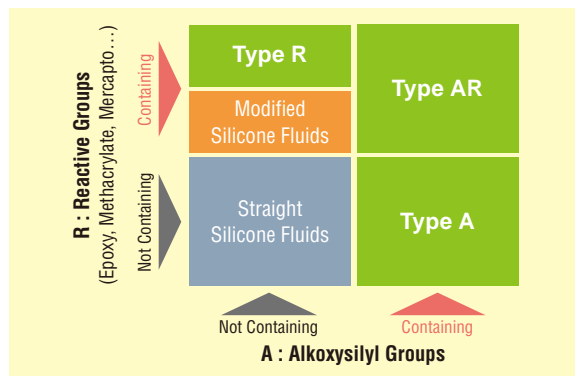 R : Reactive Groups
(Epoxy, Methacrylate, Mercapto…)
Containing
Not Containing
Type R
Modified
Silicone Fluids
Type AR
Straight
Silicone Fluids
Type A
Not Containing
Containing
A : Alkoxysilyl Groups